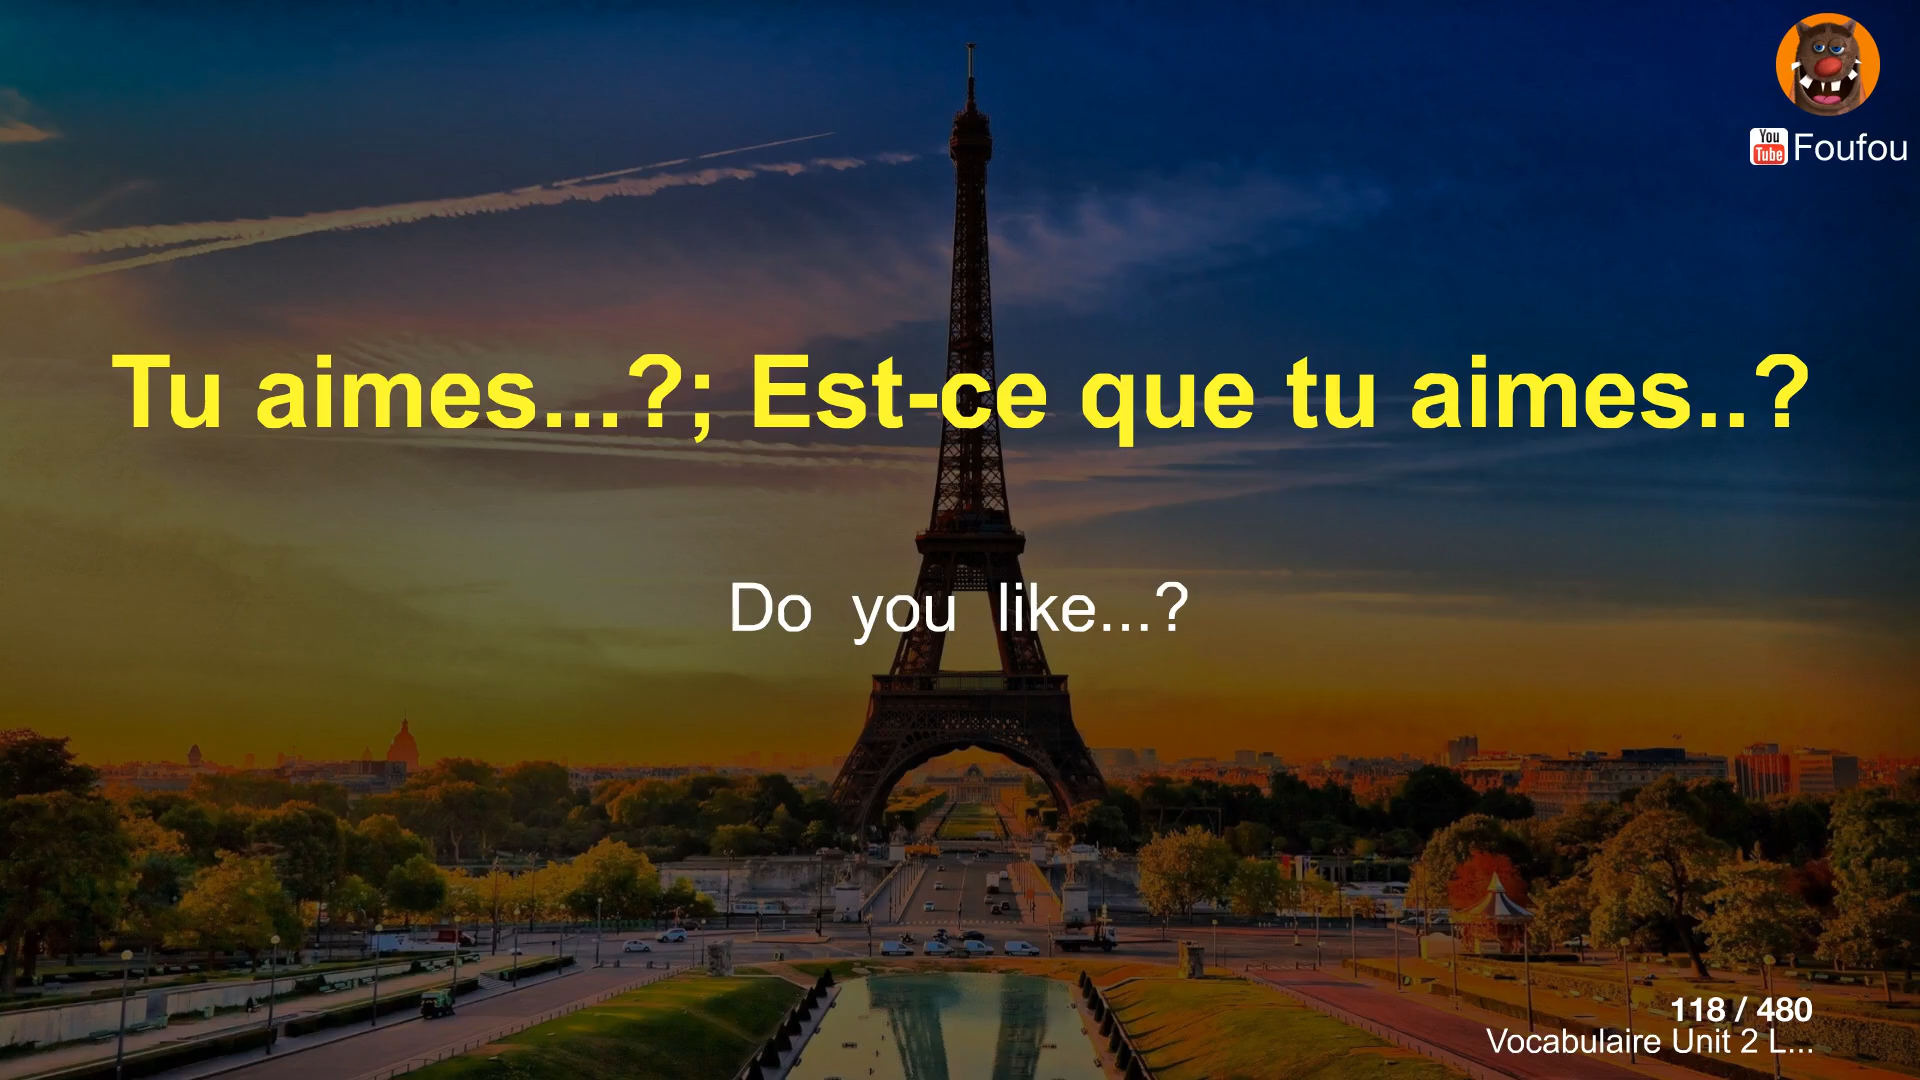 You
Tube
Foufou
Tu aimes...?; Est-ce que tu aimes..?
Do you like...?
118 / 480
Vocabulaire Unit 2 L...